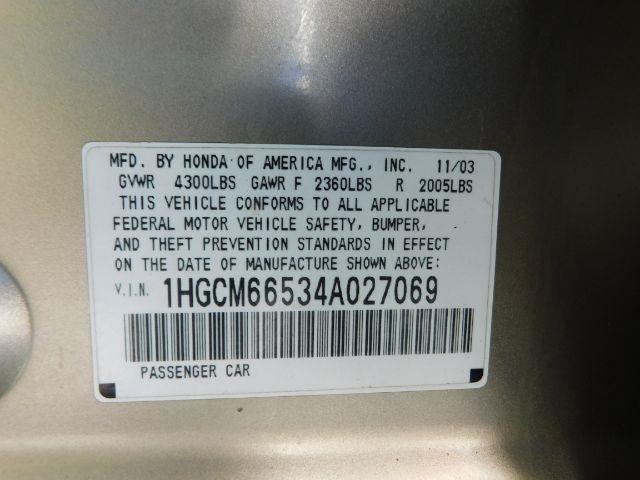 MFD. BY HONDA OF AMERICA MFG., INC. 11/03
GVWR 4300LBS GAWR F 2360LBS R 2005LBS
THIS VEHICLE CONFORMS TO ALL APPLICABLE
FEDERAL MOTOR VEHICLE SAFETY, BUMPER,
AND THEFT PREVENTION STANDARDS IN EFFECT
ON THE DATE OF MANUFACTURE SHOWN ABOVE:
V.I.N. 1HGCM66534A027069
PASSENGER CAR